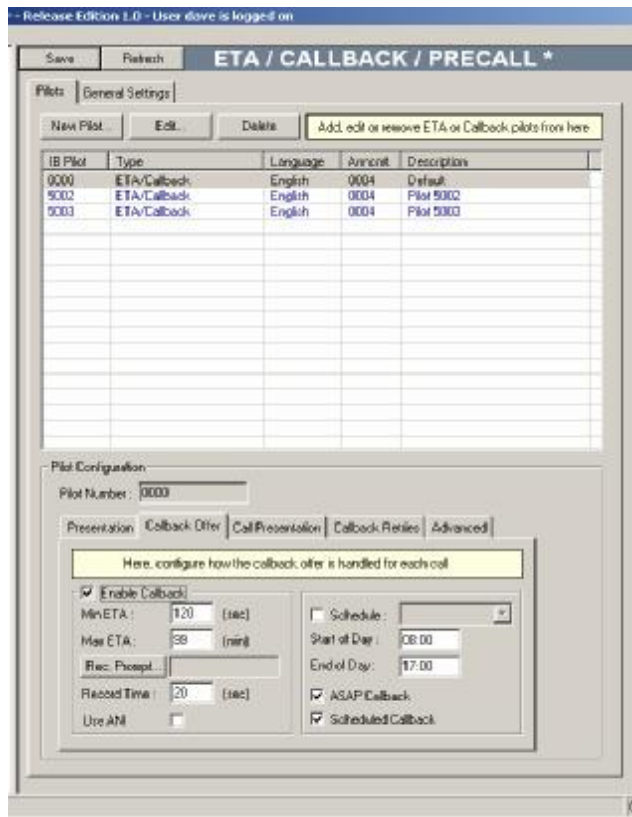 - Release Edition 1.0 - User dave is logged on
Save Refresh ETA / CALLBACK / PRECALL *
Pilots General Settings
New Pilot... Edit... Delete Add, edit or remove ETA or Callback pilots from here
IB Pilot Type Language Anncmt Description
0000 ETA/Callback English 0004 Default
5002 ETA/Callback English 0004 Pilot 5002
5003 ETA/Callback English 0004 Pilot 5003
Pilot Configuration
Pilot Number : 0000
Presentation Callback Offer Call Presentation Callback Retries Advanced
Here, configure how the callback offer is handled for each call
Enable Callback
Min ETA : 120 (sec)
Max ETA : 99 (min)
Rec. Prompt...
Record Time : 20 (sec)
Use ANI
Schedule :
Start of Day : 08:00
End of Day : 17:00
ASAP Callback
Scheduled Callback